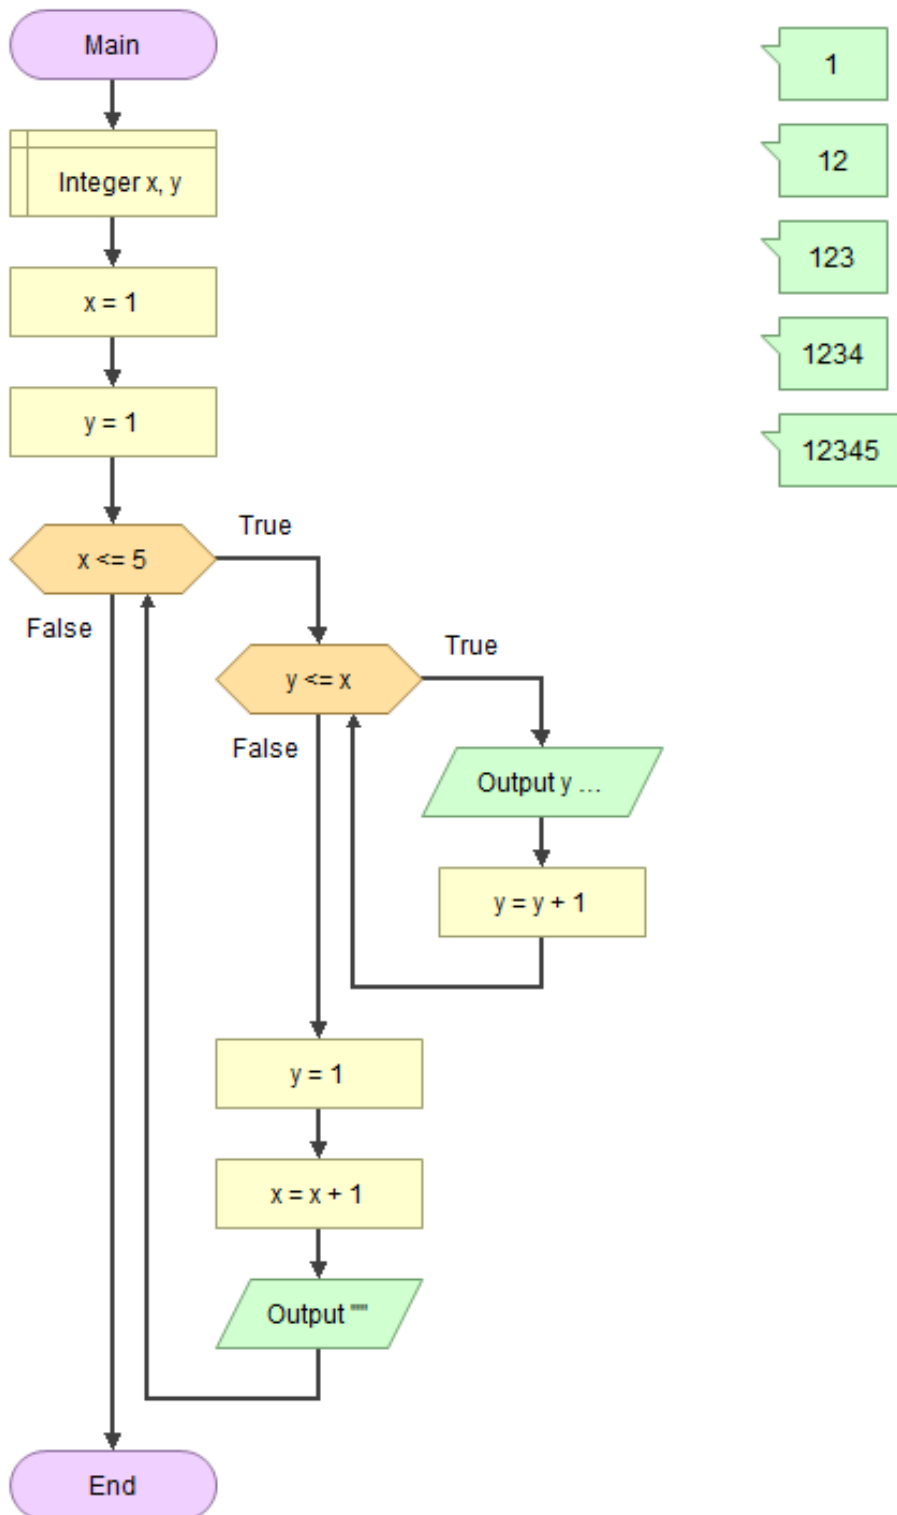 Main
Integer x, y
x = 1
y = 1
x <= 5
True
False
y <= x
True
False
Output y ...
y = y + 1
y = 1
x = x + 1
Output ""
End
1
12
123
1234
12345